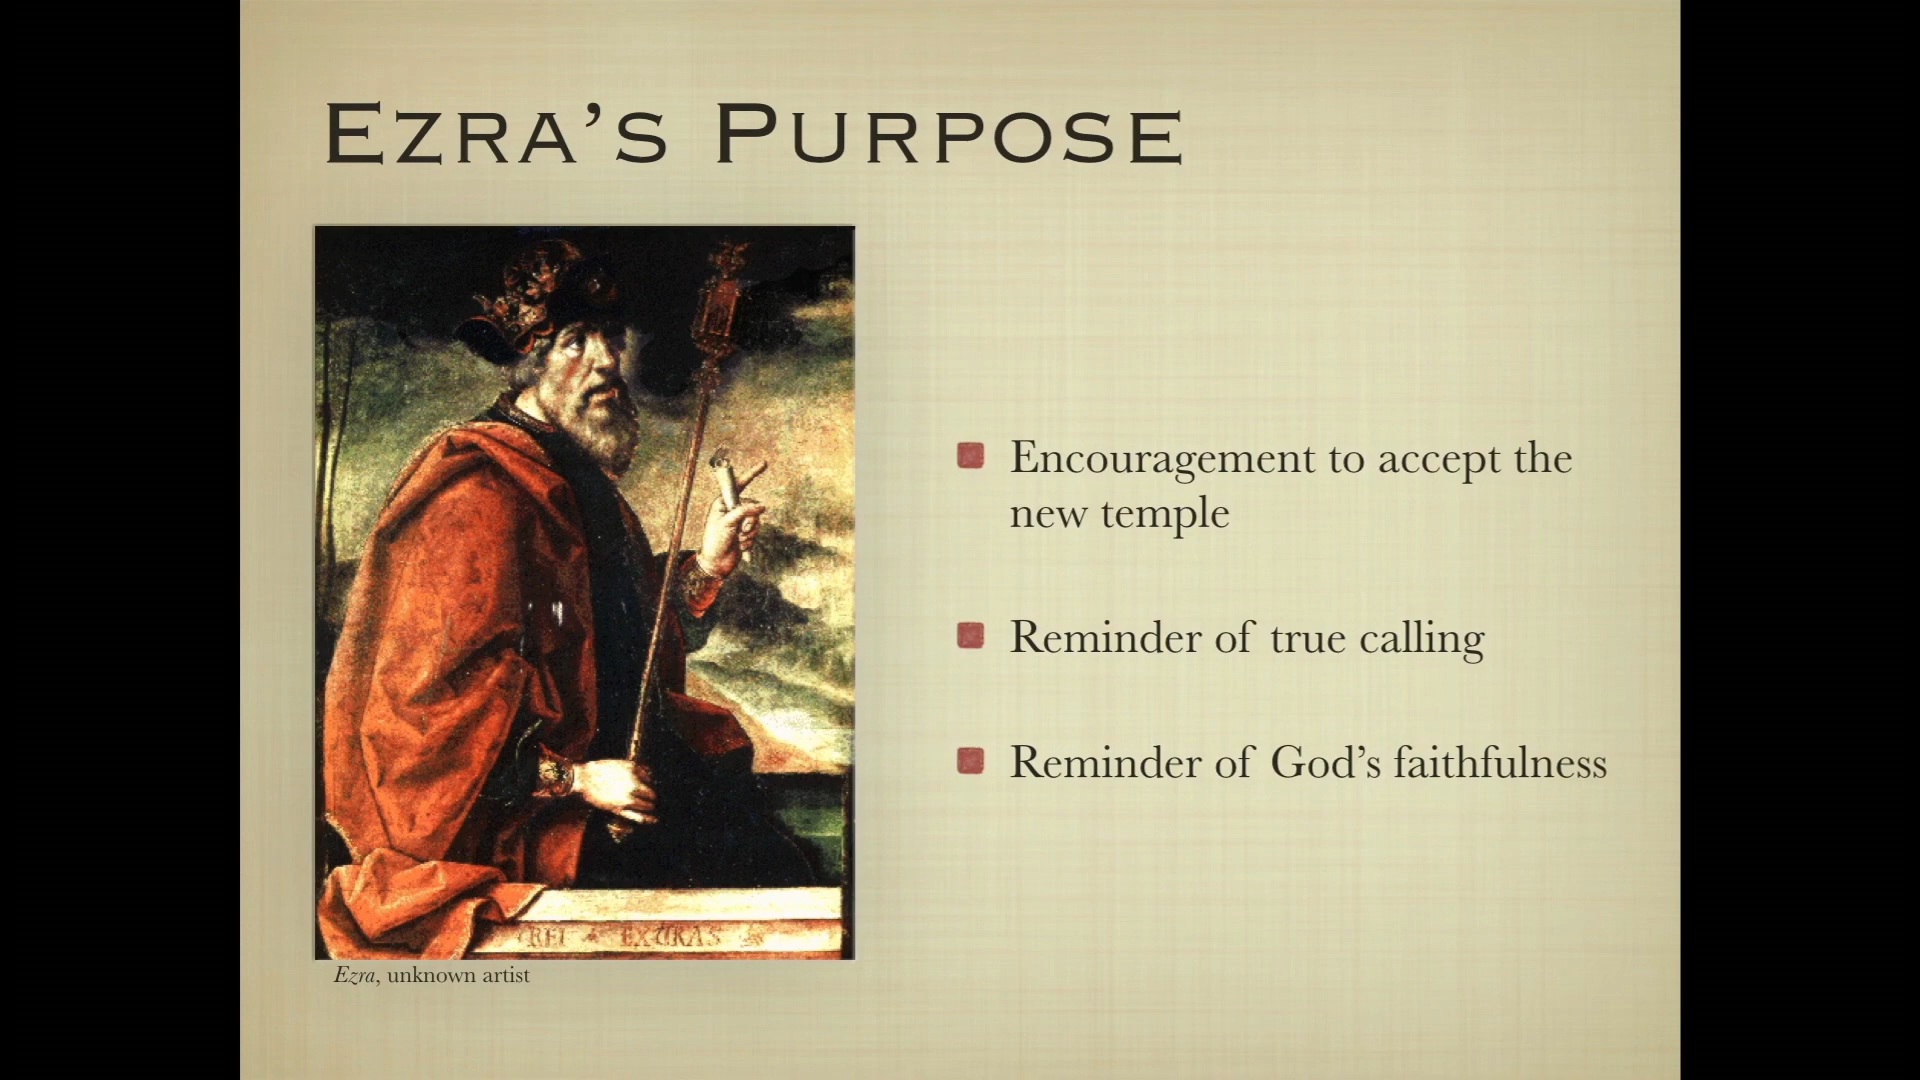 Ezra's Purpose
Encouragement to accept the
new temple
Reminder of true calling
Reminder of God's faithfulness
Ezra, unknown artist